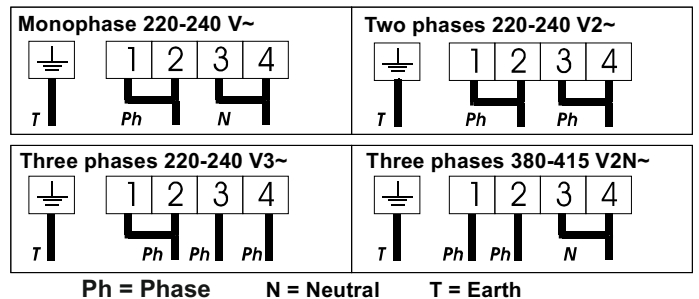 Monophase 220-240 V~
1 2 3 4
T Ph N
Two phases 220-240 V2~
1 2 3 4
T Ph Ph
Three phases 220-240 V3~
1 2 3 4
T Ph Ph Ph
Three phases 380-415 V2N~
1 2 3 4
T Ph Ph N
Ph = Phase N = Neutral T = Earth